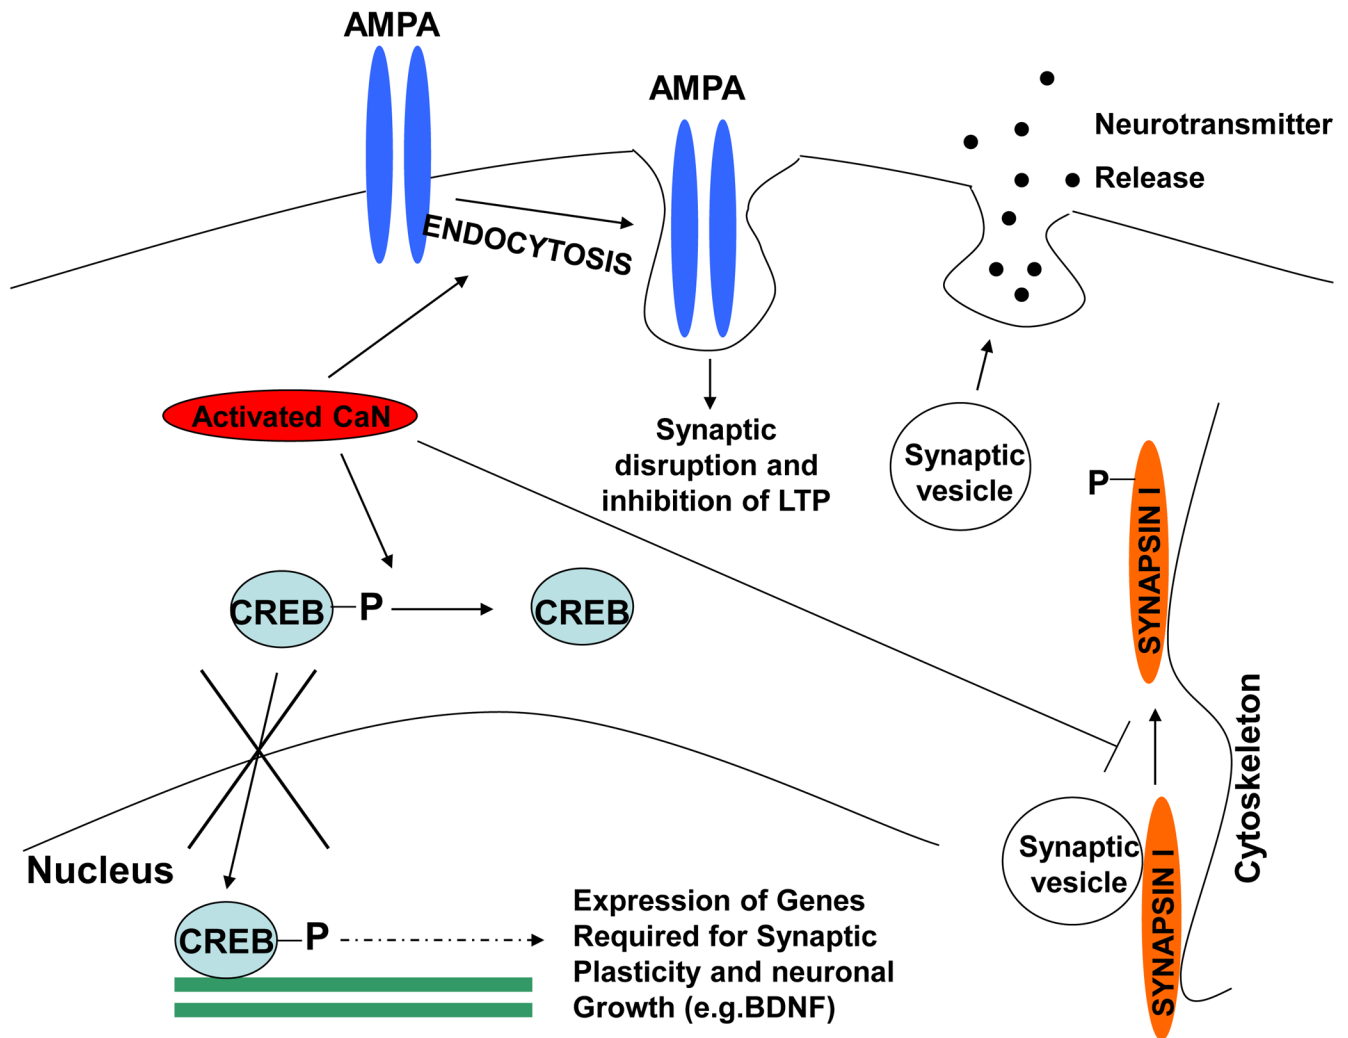 AMPA
AMPA
Neurotransmitter
Release
ENDOCYTOSIS
Activated CaN
Synaptic
disruption and
inhibition of LTP
Synaptic
vesicle
P
SYNAPSIN I
CREB
P
CREB
Cytoskeleton
Nucleus
Synaptic
vesicle
SYNAPSIN I
CREB
P
Expression of Genes
Required for Synaptic
Plasticity and neuronal
Growth (e.g.BDNF)